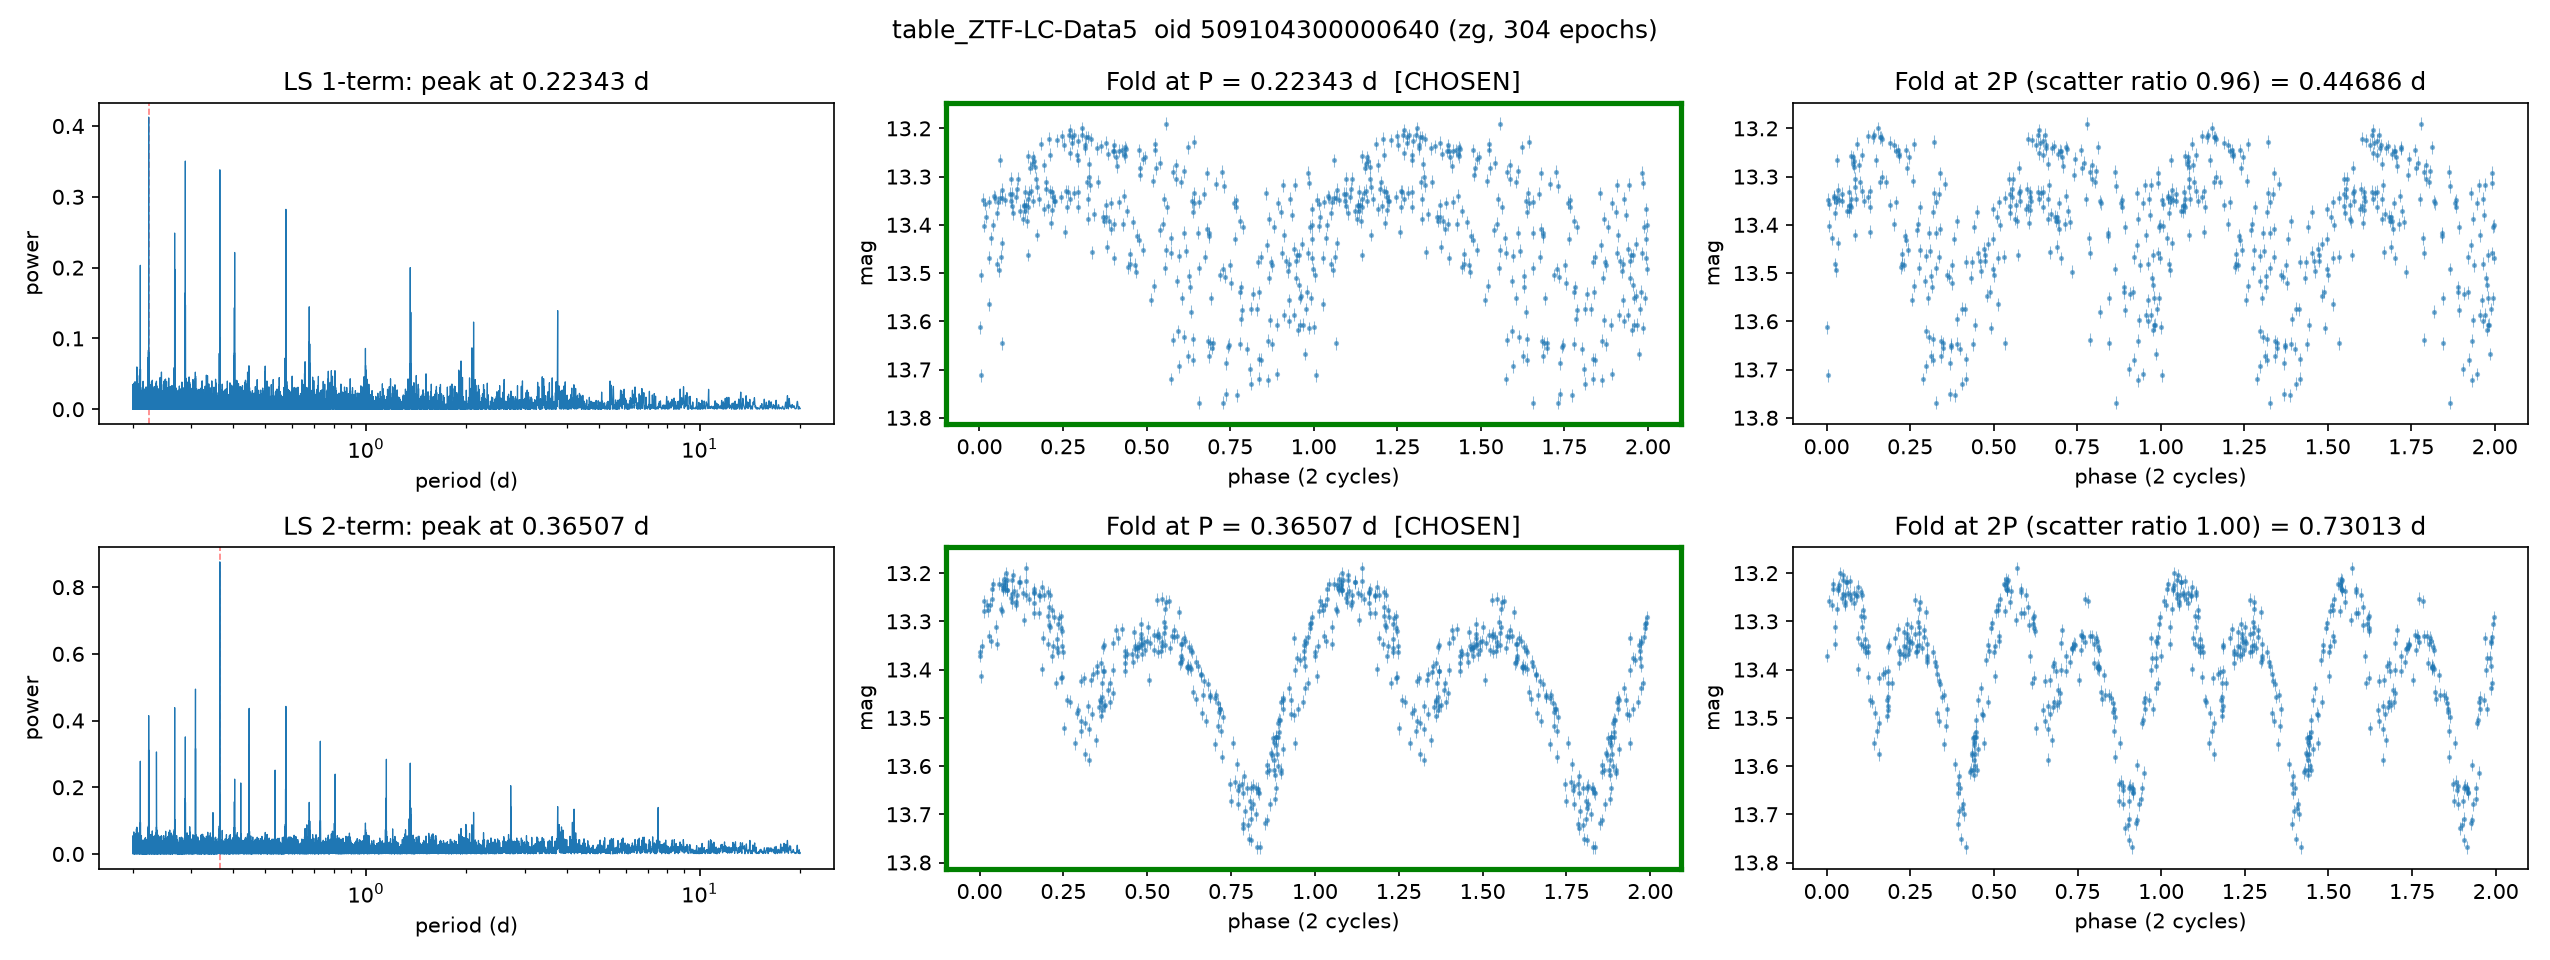 table_ZTF-LC-Data5  oid 509104300000640 (zg, 304 epochs)
LS 1-term: peak at 0.22343 d
power
0.4
0.3
0.2
0.1
0.0
10⁰
10¹
period (d)
Fold at P = 0.22343 d  [CHOSEN]
mag
13.2
13.3
13.4
13.5
13.6
13.7
13.8
0.00 0.25 0.50 0.75 1.00 1.25 1.50 1.75 2.00
phase (2 cycles)
Fold at 2P (scatter ratio 0.96) = 0.44686 d
mag
13.2
13.3
13.4
13.5
13.6
13.7
13.8
0.00 0.25 0.50 0.75 1.00 1.25 1.50 1.75 2.00
phase (2 cycles)
LS 2-term: peak at 0.36507 d
power
0.8
0.6
0.4
0.2
0.0
10⁰
10¹
period (d)
Fold at P = 0.36507 d  [CHOSEN]
mag
13.2
13.3
13.4
13.5
13.6
13.7
13.8
0.00 0.25 0.50 0.75 1.00 1.25 1.50 1.75 2.00
phase (2 cycles)
Fold at 2P (scatter ratio 1.00) = 0.73013 d
mag
13.2
13.3
13.4
13.5
13.6
13.7
13.8
0.00 0.25 0.50 0.75 1.00 1.25 1.50 1.75 2.00
phase (2 cycles)